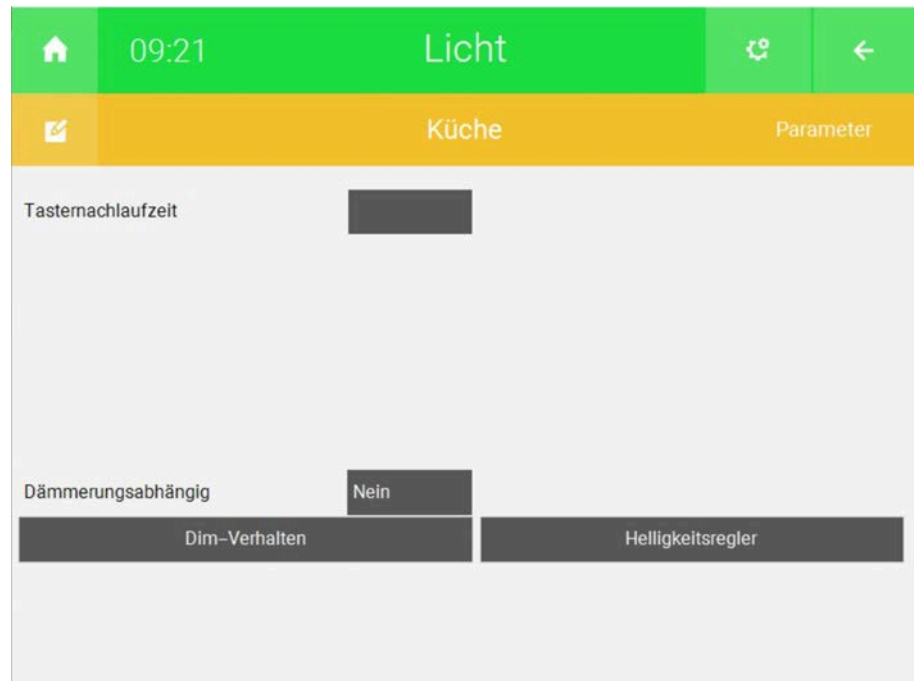 09:21 Licht
Küche Parameter
Tasternachlaufzeit
Dämmerungsabhängig Nein
Dim–Verhalten Helligkeitsregler